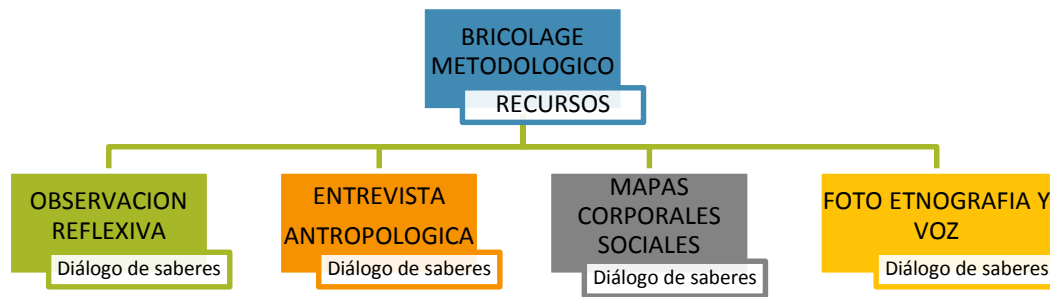 BRICOLAGE
METODOLOGICO
RECURSOS
OBSERVACION
REFLEXIVA
Diálogo de saberes
ENTREVISTA
ANTROPOLOGICA
Diálogo de saberes
MAPAS
CORPORALES
SOCIALES
Diálogo de saberes
FOTO ETNOGRAFIA Y
VOZ
Diálogo de saberes